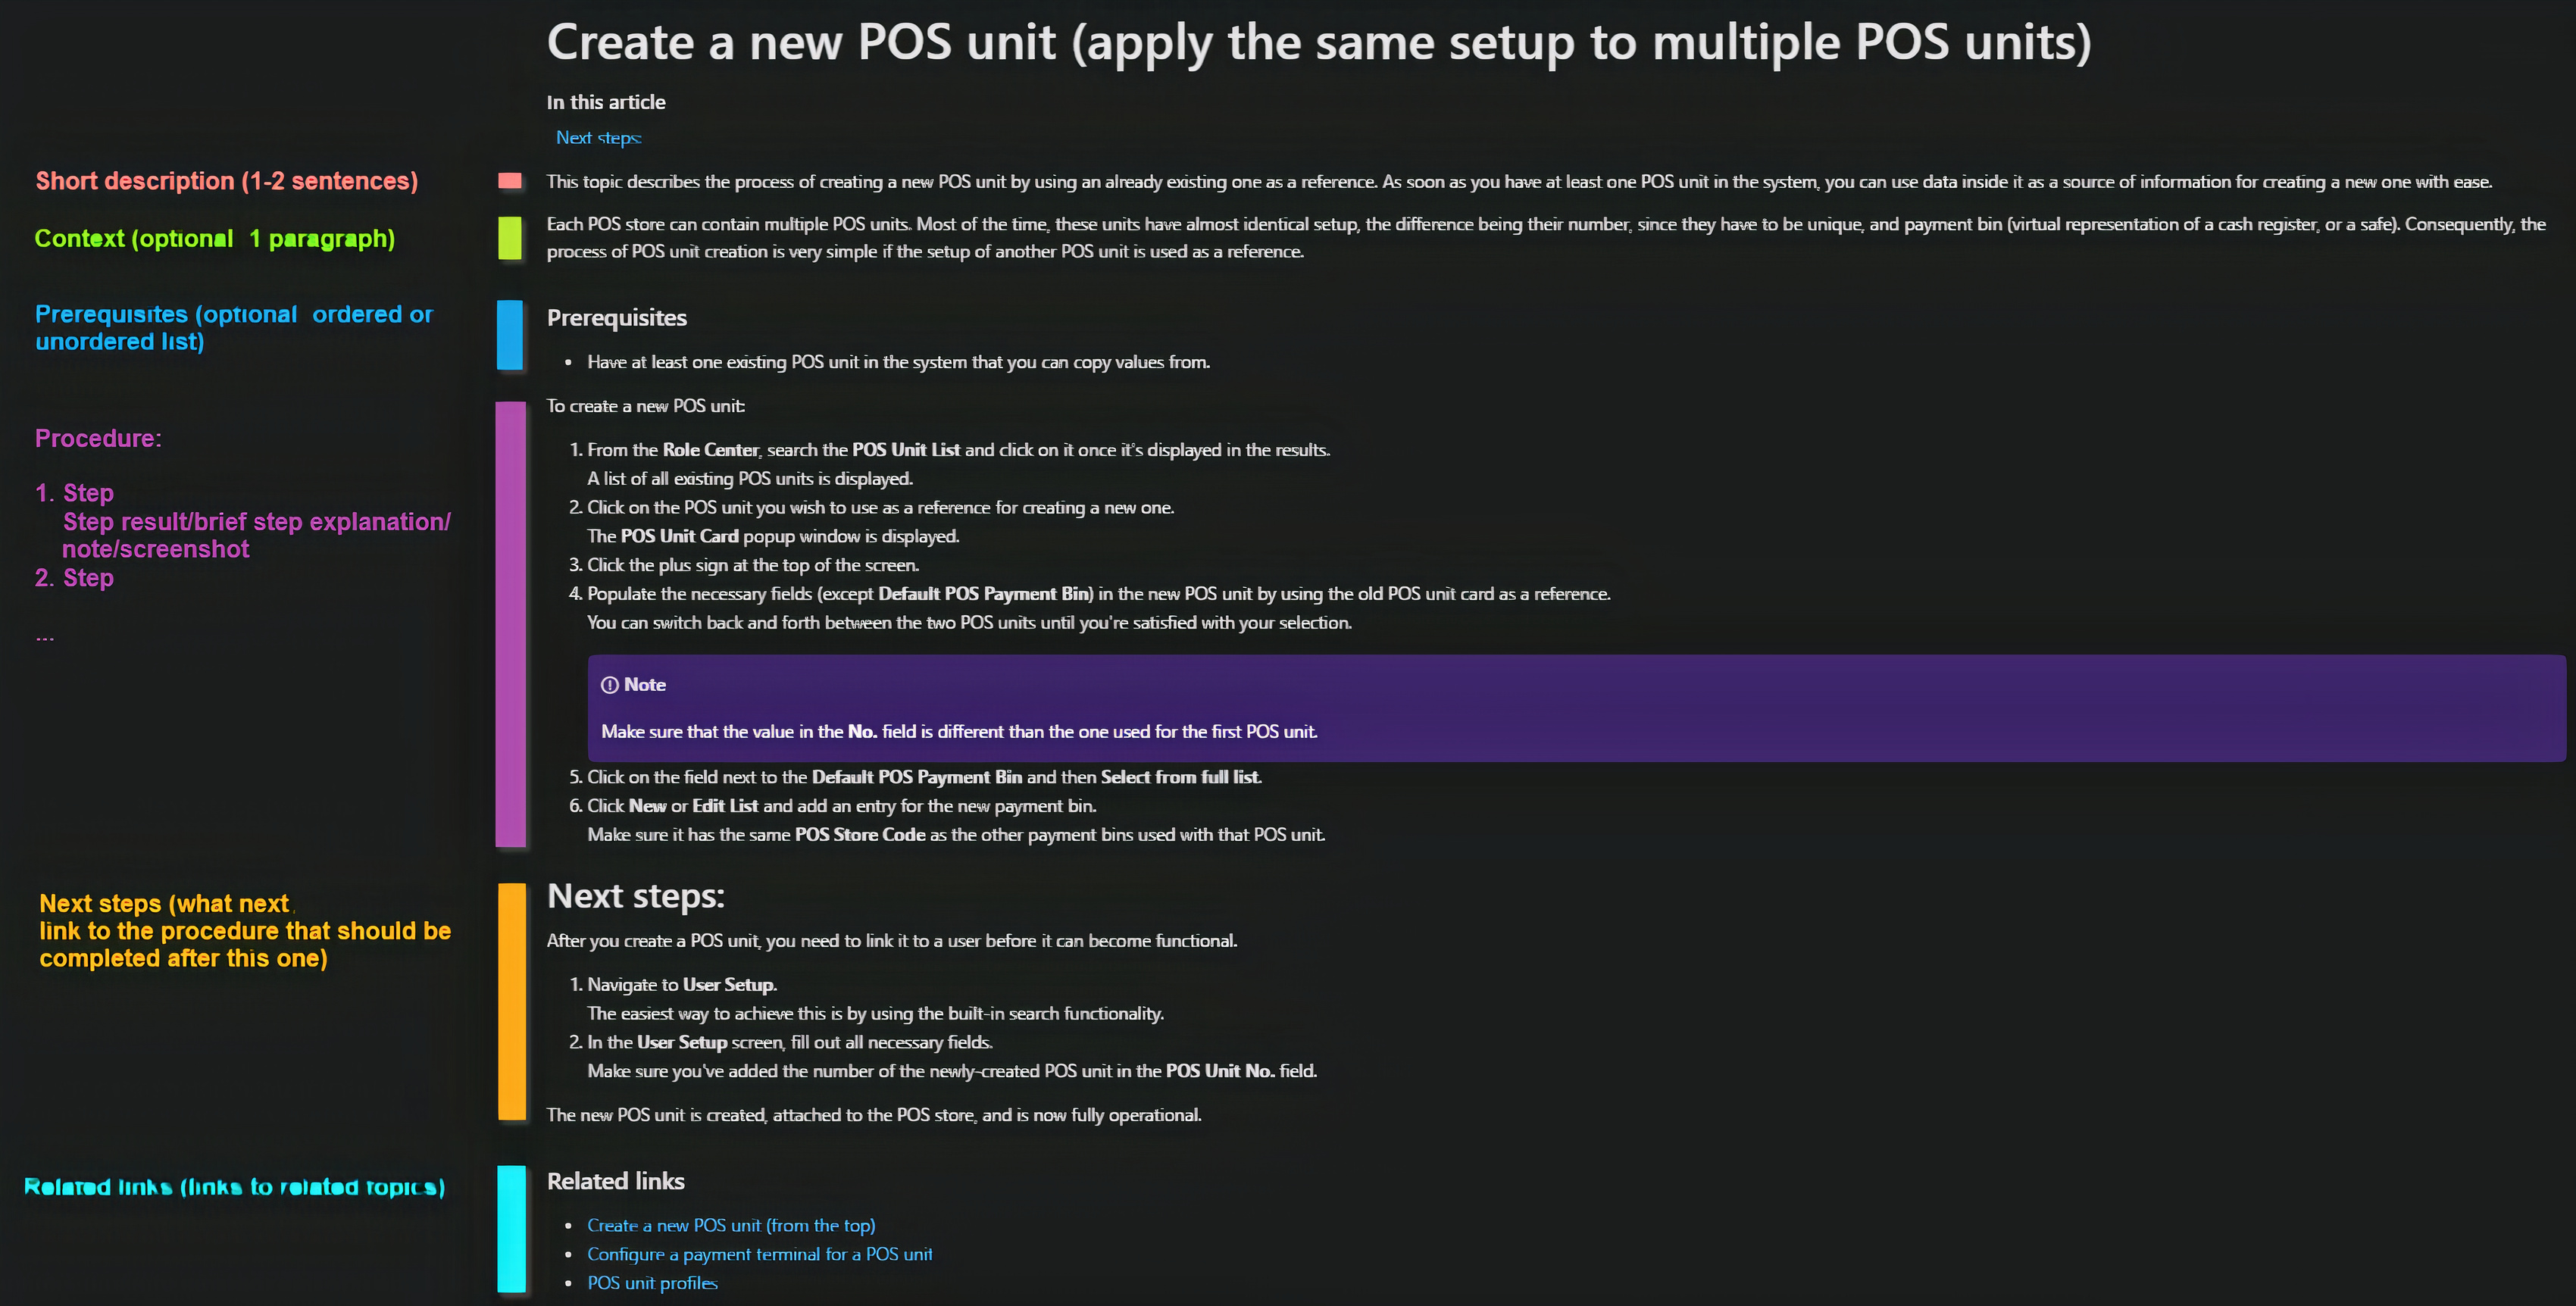 Create a new POS unit (apply the same setup to multiple POS units)
In this article
Next steps:
Short description (1-2 sentences)
This topic describes the process of creating a new POS unit by using an already existing one as a reference. As soon as you have at least one POS unit in the system, you can use data inside it as a source of information for creating a new one with ease.
Context (optional 1 paragraph)
Each POS store can contain multiple POS units. Most of the time, these units have almost identical setup, the difference being their number, since they have to be unique, and payment bin (virtual representation of a cash register, or a safe). Consequently, the
process of POS unit creation is very simple if the setup of another POS unit is used as a reference.
Prerequisites (optional ordered or
unordered list)
Prerequisites
• Have at least one existing POS unit in the system that you can copy values from.
Procedure:
1. Step
Step result/brief step explanation/
note/screenshot
2. Step
...
To create a new POS unit:
1. From the Role Center, search the POS Unit List and click on it once it's displayed in the results.
A list of all existing POS units is displayed.
2. Click on the POS unit you wish to use as a reference for creating a new one.
The POS Unit Card popup window is displayed.
3. Click the plus sign at the top of the screen.
4. Populate the necessary fields (except Default POS Payment Bin) in the new POS unit by using the old POS unit card as a reference.
You can switch back and forth between the two POS units until you're satisfied with your selection.
Note
Make sure that the value in the No. field is different than the one used for the first POS unit.
5. Click on the field next to the Default POS Payment Bin and then Select from full list.
6. Click New or Edit List and add an entry for the new payment bin.
Make sure it has the same POS Store Code as the other payment bins used with that POS unit.
Next steps (what next,
link to the procedure that should be
completed after this one)
Next steps:
After you create a POS unit, you need to link it to a user before it can become functional.
1. Navigate to User Setup.
The easiest way to achieve this is by using the built-in search functionality.
2. In the User Setup screen, fill out all necessary fields.
Make sure you've added the number of the newly-created POS unit in the POS Unit No. field.
The new POS unit is created, attached to the POS store, and is now fully operational.
Related links (links to related topics)
Related links
• Create a new POS unit (from the top)
• Configure a payment terminal for a POS unit
• POS unit profiles